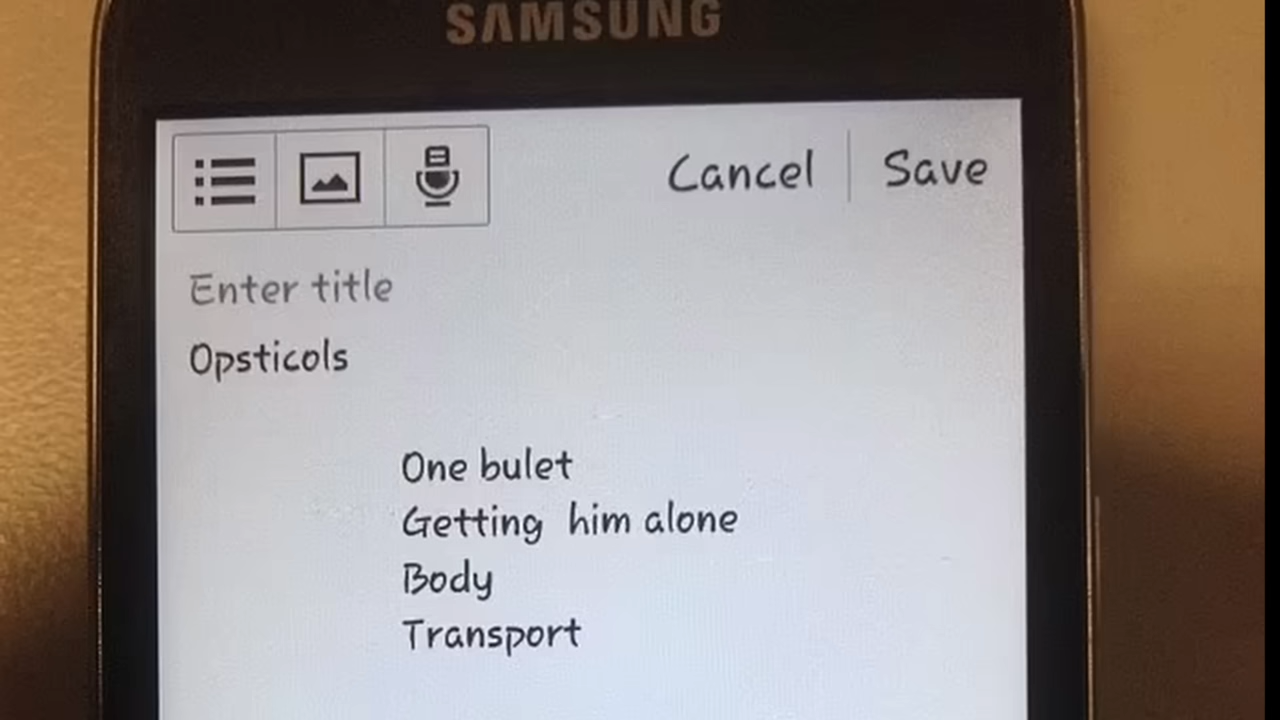 SAMSUNG
Cancel Save
Enter title
Opsticols
One bulet
Getting him alone
Body
Transport